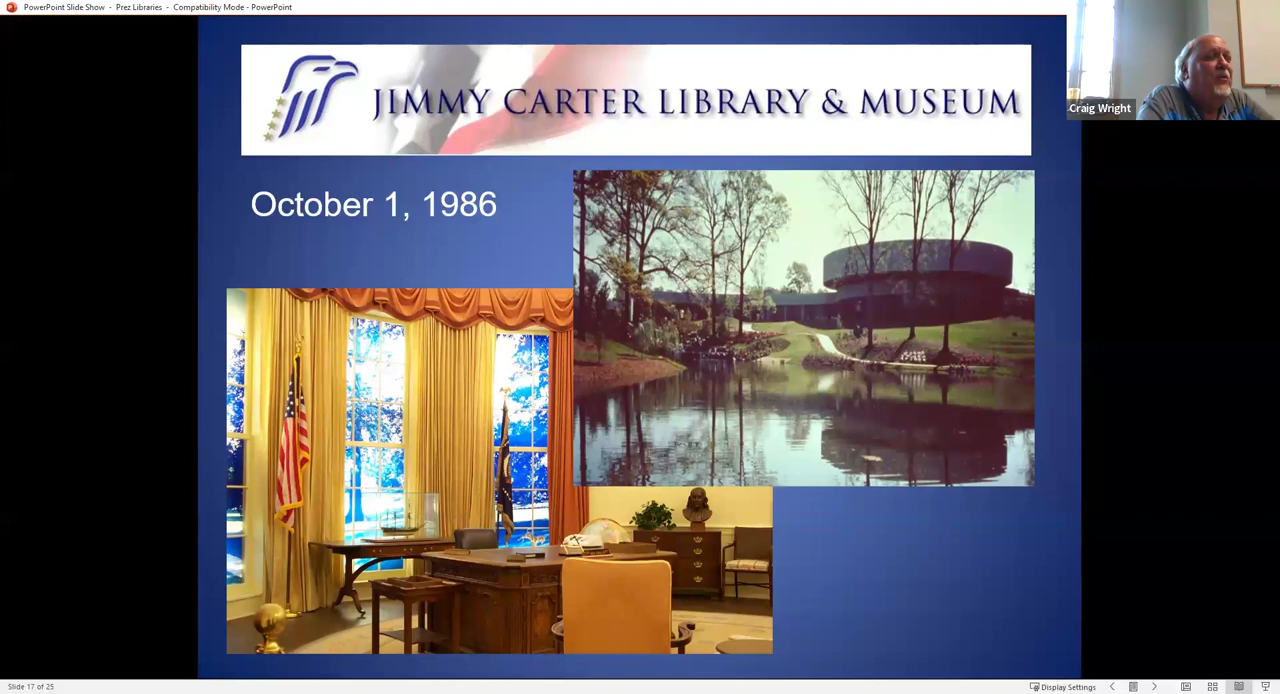 PowerPoint Slide Show - Prez Libraries - Compatibility Mode - PowerPoint
JIMMY CARTER LIBRARY & MUSEUM
Craig Wright
October 1, 1986
Slide 17 of 25
Display Settings